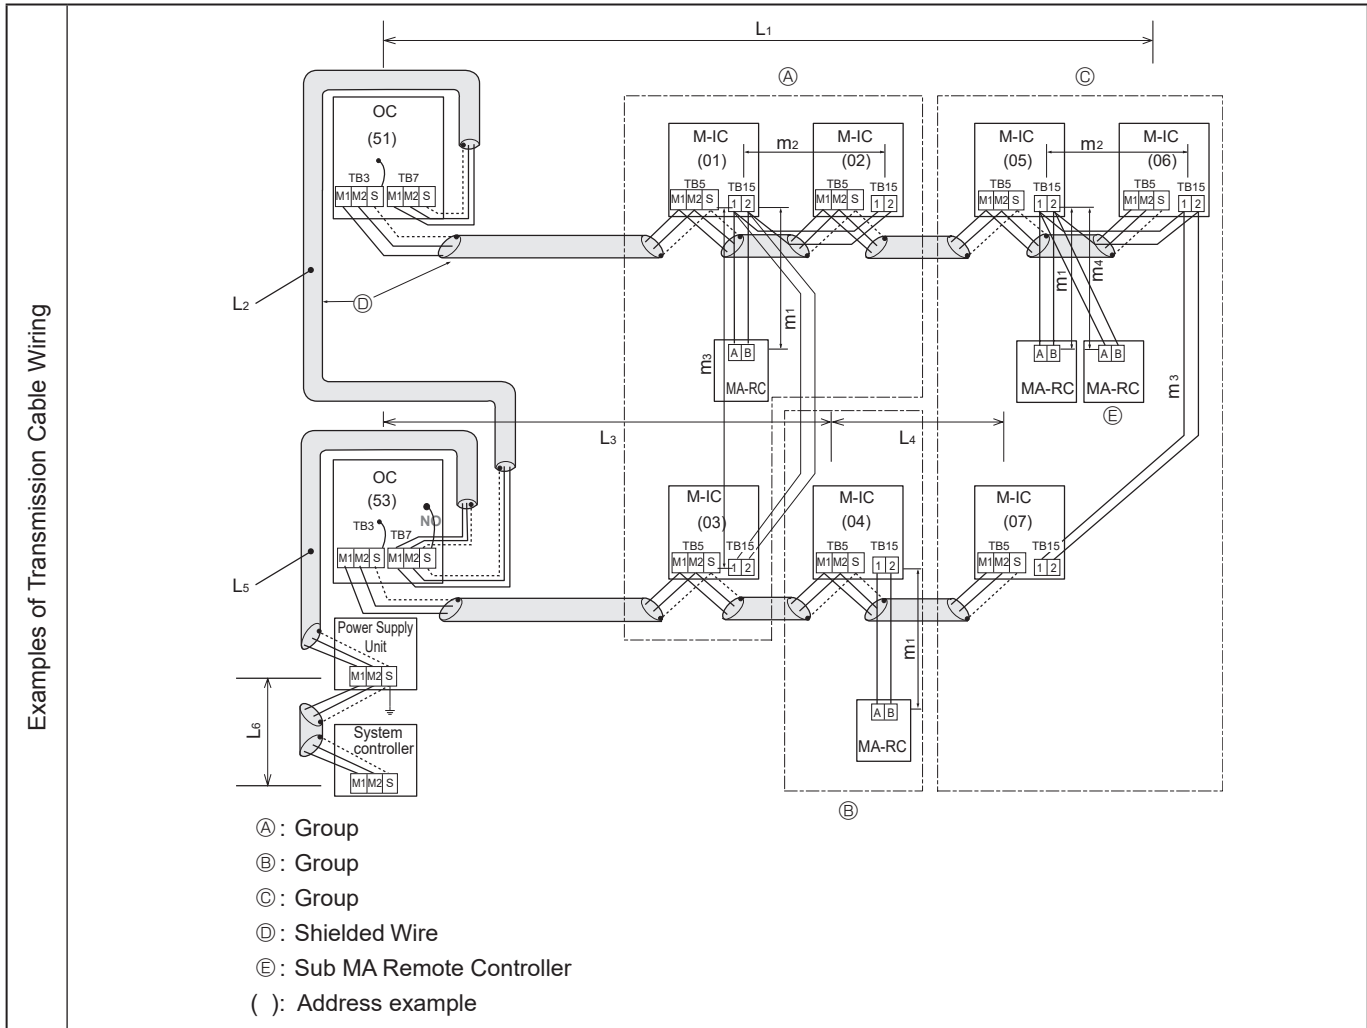 Examples of Transmission Cable Wiring
L1
Ⓐ
Ⓒ
OC
(51)
TB3 TB7
M1 M2 S M1 M2 S
M-IC
(01)
TB5 TB15
M1 M2 S 1 2
m2
M-IC
(02)
TB5 TB15
M1 M2 S 1 2
M-IC
(05)
TB5 TB15
M1 M2 S 1 2
m2
M-IC
(06)
TB5 TB15
M1 M2 S 1 2
L2
Ⓓ
m3
m1
m1
m4
m3
A B
MA-RC
A B
MA-RC
A B
MA-RC
Ⓔ
L3
L4
OC
(53)
NO
TB3 TB7
M1 M2 S M1 M2 S
M-IC
(03)
TB5 TB15
M1 M2 S 1 2
M-IC
(04)
TB5 TB15
M1 M2 S 1 2
M-IC
(07)
TB5 TB15
M1 M2 S 1 2
L5
Power Supply
Unit
M1 M2 S
m1
L6
System
controller
M1 M2 S
A B
MA-RC
Ⓑ
Ⓐ: Group
Ⓑ: Group
Ⓒ: Group
Ⓓ: Shielded Wire
Ⓔ: Sub MA Remote Controller
( ): Address example